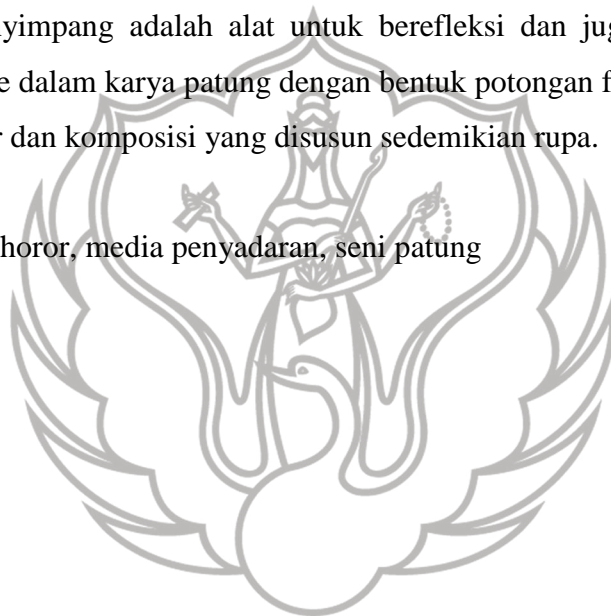 yimpang adalah alat untuk berefleksi dan
dalam karya patung dengan bentuk potongan
dan komposisi yang disusun sedemikian rupa.
horor, media penyadaran, seni patung